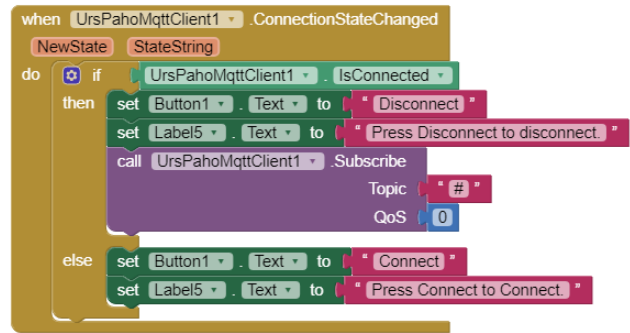 when UrsPahoMqttClient1 .ConnectionStateChanged
NewState StateString
do if UrsPahoMqttClient1 . IsConnected
then set Button1 . Text to " Disconnect "
set Label5 . Text to " Press Disconnect to disconnect. "
call UrsPahoMqttClient1 .Subscribe
Topic " # "
QoS 0
else set Button1 . Text to " Connect "
set Label5 . Text to " Press Connect to Connect. "